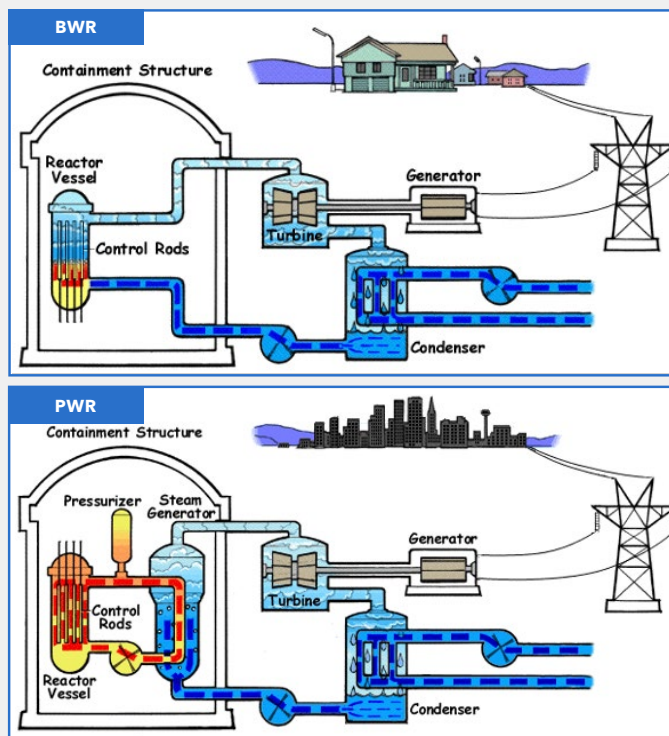 BWR
Containment Structure
Reactor
Vessel
Control Rods
Turbine
Generator
Condenser
PWR
Containment Structure
Pressurizer
Steam
Generator
Control
Rods
Reactor
Vessel
Turbine
Generator
Condenser